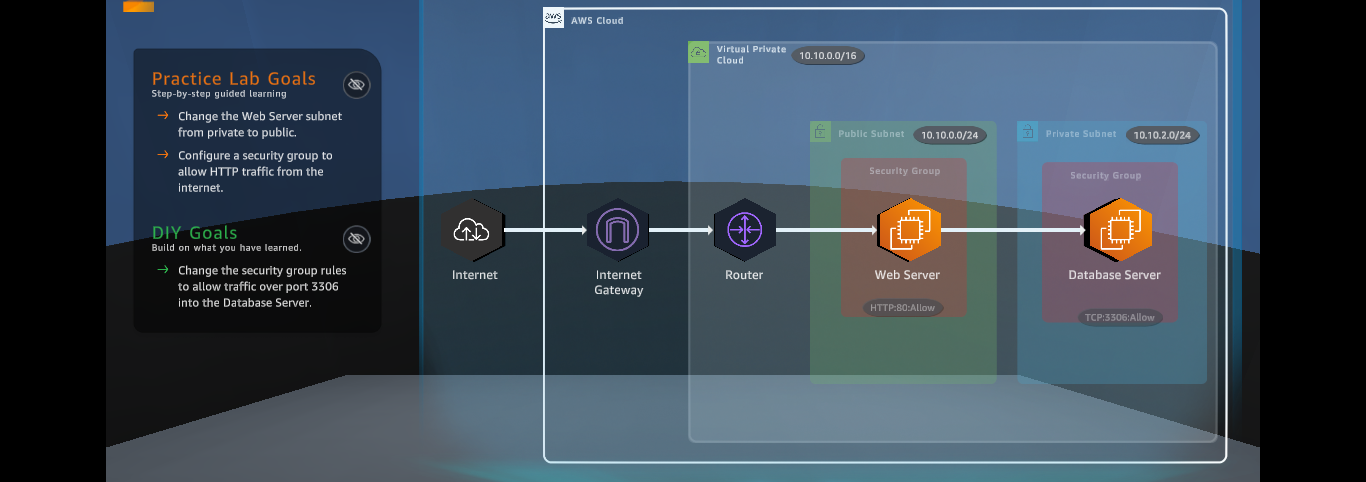 aws
AWS Cloud
Virtual Private
Cloud
10.10.0.0/16
Practice Lab Goals
Step-by-step guided learning
→ Change the Web Server subnet
from private to public.
→ Configure a security group to
allow HTTP traffic from the
internet.
DIY Goals
Build on what you have learned.
→ Change the security group rules
to allow traffic over port 3306
into the Database Server.
Public Subnet
10.10.0.0/24
Private Subnet
10.10.2.0/24
Security Group
Security Group
Internet
Internet
Gateway
Router
Web Server
Database Server
HTTP:80:Allow
TCP:3306:Allow